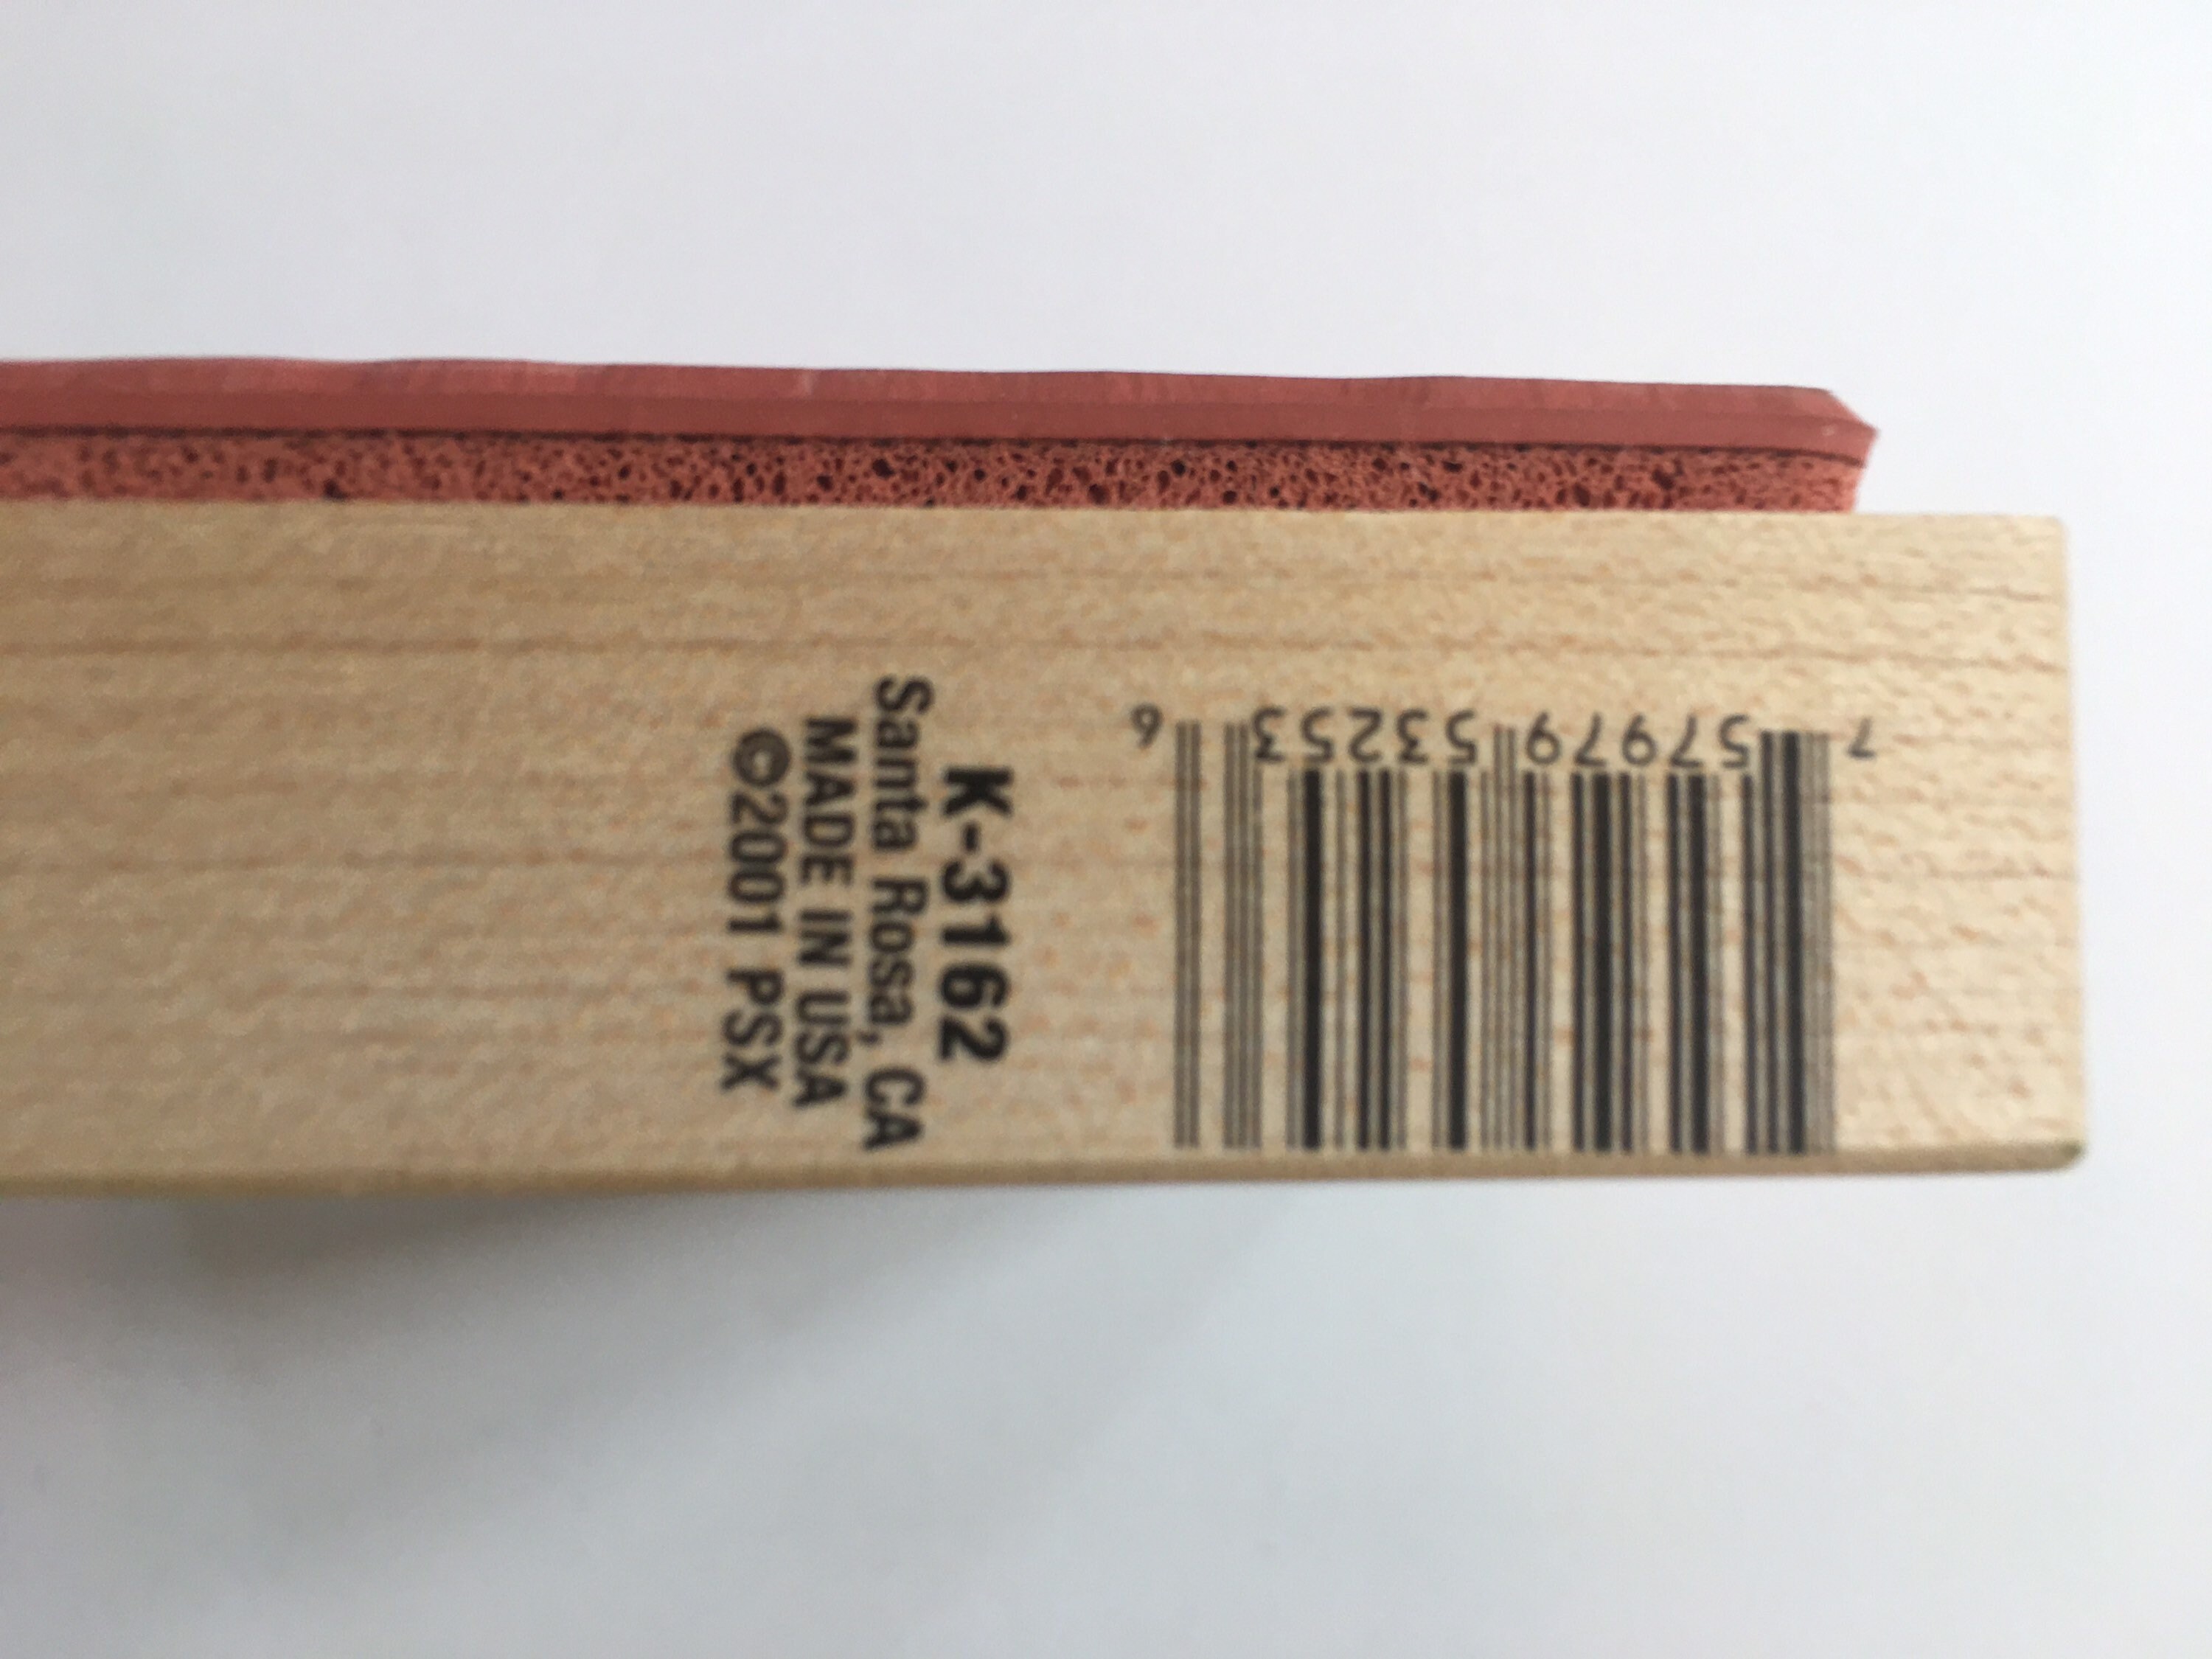 7 57979 53253 6
K-3162
Santa Rosa, CA
MADE IN USA
©2001 PSX